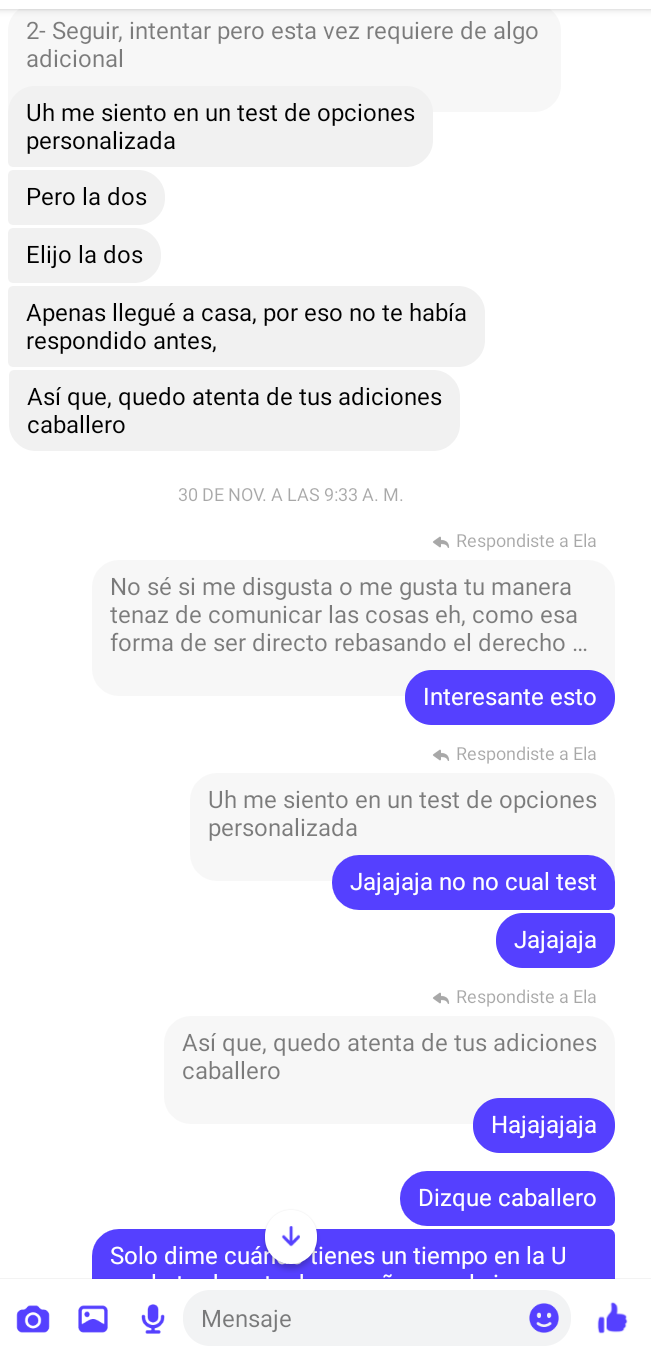 2- Seguir, intentar pero esta vez requiere de algo
adicional
Uh me siento en un test de opciones
personalizada
Pero la dos
Elijo la dos
Apenas llegué a casa, por eso no te había
respondido antes,
Así que, quedo atenta de tus adiciones
caballero
30 DE NOV. A LAS 9:33 A. M.
Respondiste a Ela
No sé si me disgusta o me gusta tu manera
tenaz de comunicar las cosas eh, como esa
forma de ser directo rebasando el derecho ...
Interesante esto
Respondiste a Ela
Uh me siento en un test de opciones
personalizada
Jajajaja no no cual test
Jajajaja
Respondiste a Ela
Así que, quedo atenta de tus adiciones
caballero
Hajajajaja
Dizque caballero
Solo dime tienes un tiempo en la U
Mensaje